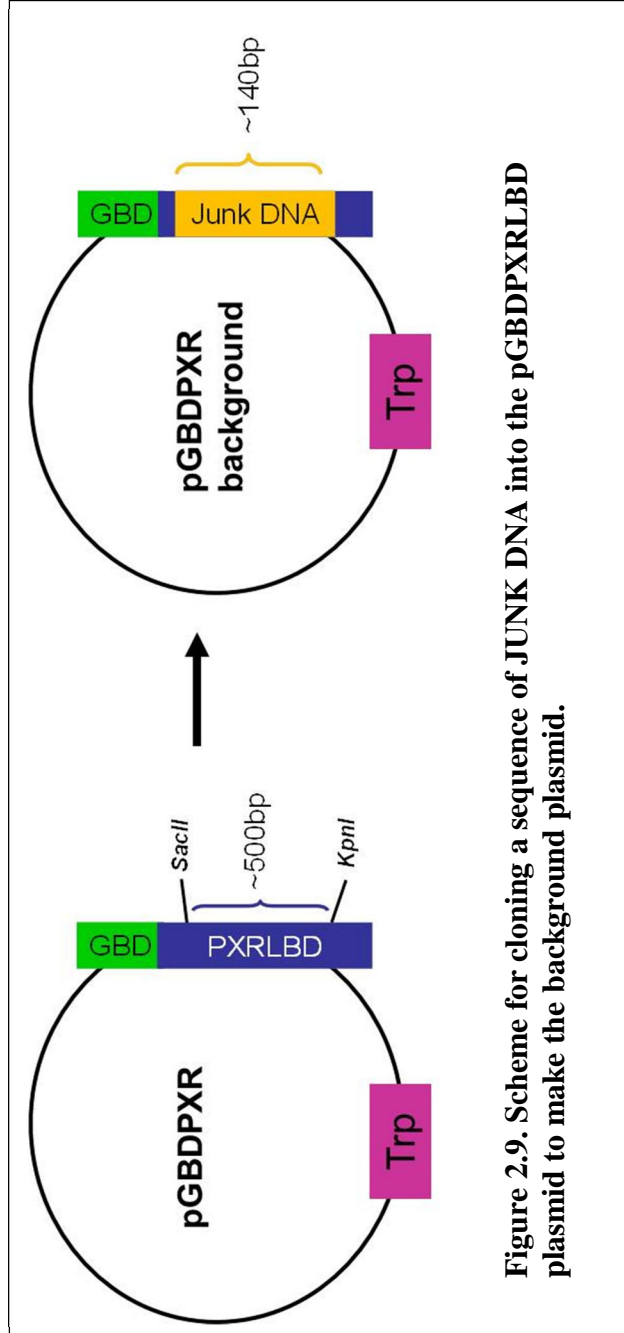 pGBDPXR
GBD
PXRLBD
SacII
~500bp
KpnI
Trp
pGBDPXR
background
GBD
Junk DNA
~140bp
Trp
Figure 2.9. Scheme for cloning a sequence of JUNK DNA into the pGBDPXRLBD
plasmid to make the background plasmid.